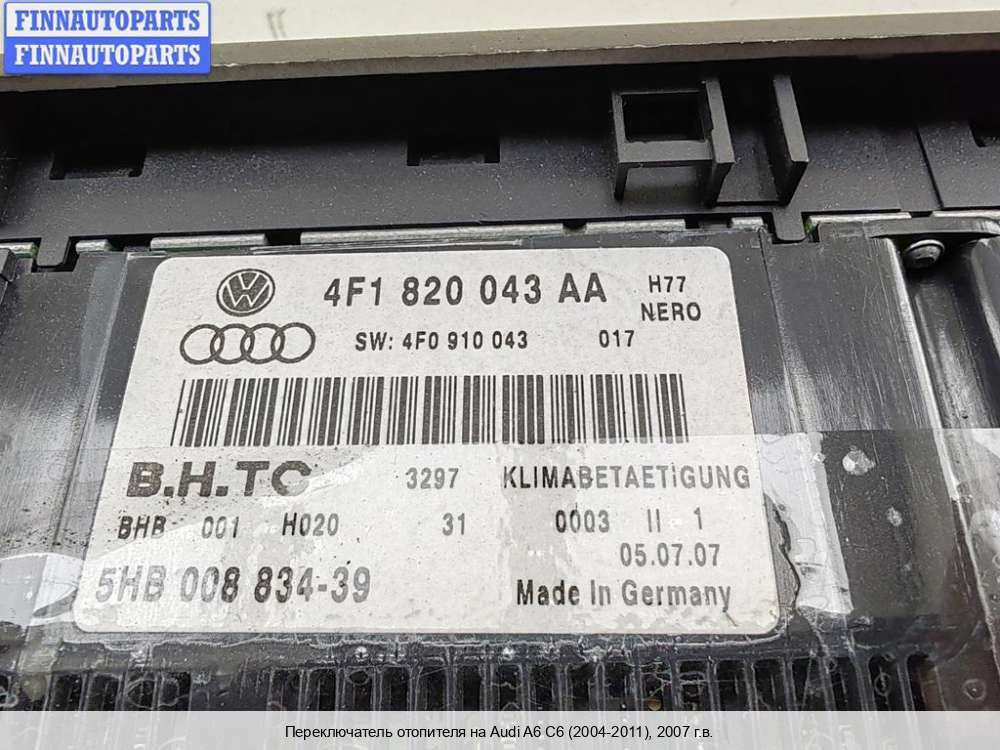 FINNAUTOPARTS
FINNAUTOPARTS
4F1 820 043 AA
H77
NERO
SW: 4F0 910 043 017
B.H.TC 3297 KLIMABETAETIGUNG
BHB 001 H020 31 0003 II 1
05.07.07
5HB 008 834-39 Made In Germany
Переключатель отопителя на Audi A6 C6 (2004-2011), 2007 г.в.